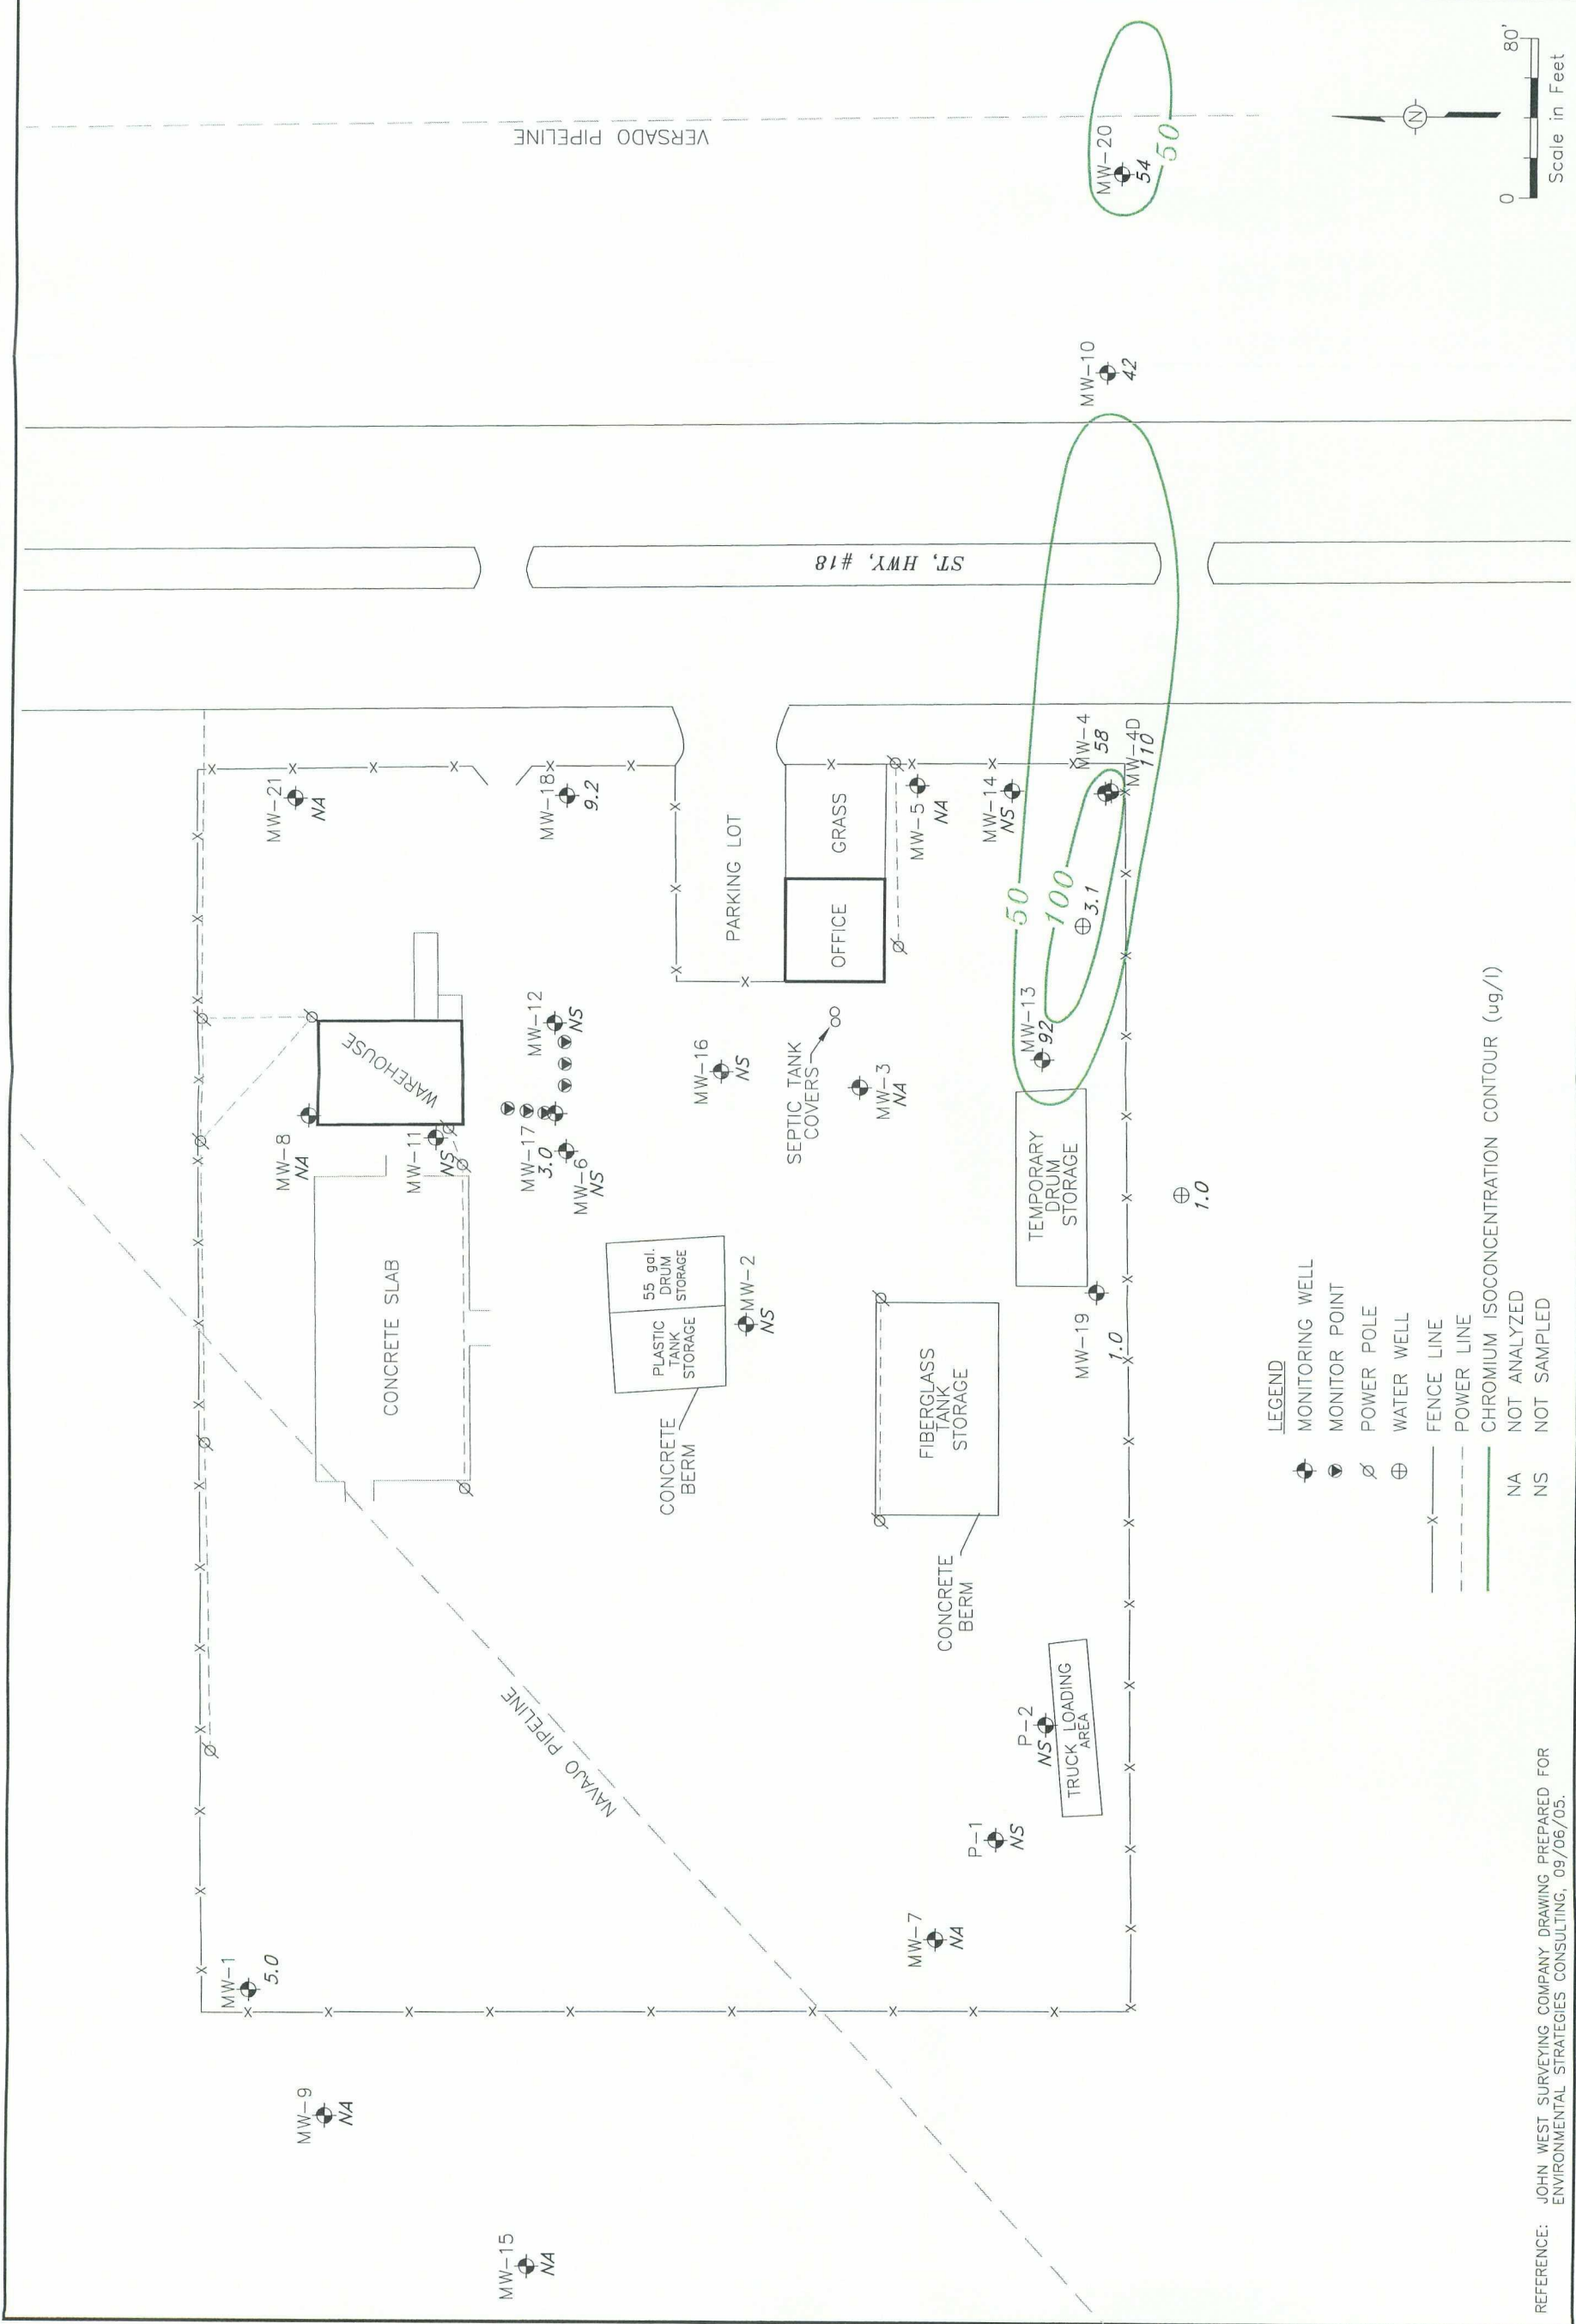 VERSADO PIPELINE
MW-20
54
50
MW-10
42
ST, HWY, #18
MW-21
NA
MW-18
9.2
PARKING LOT
GRASS
OFFICE
MW-5
NA
MW-14
NS
MW-4
58
MW-4D
110
50
100
3.1
MW-13
92
WAREHOUSE
MW-8
NA
MW-11
NS
MW-12
NS
MW-17
3.0
MW-6
NS
MW-16
NS
SEPTIC TANK
COVERS
MW-3
NA
TEMPORARY
DRUM
STORAGE
1.0
CONCRETE SLAB
55 gal.
DRUM
STORAGE
PLASTIC
TANK
STORAGE
MW-2
NS
CONCRETE
BERM
FIBERGLASS
TANK
STORAGE
MW-19
1.0
CONCRETE
BERM
NAVAJO PIPELINE
P-2
NS
TRUCK LOADING
AREA
P-1
NS
MW-7
NA
MW-1
5.0
MW-9
NA
MW-15
NA
LEGEND
MONITORING WELL
MONITOR POINT
POWER POLE
WATER WELL
X FENCE LINE
POWER LINE
CHROMIUM ISOCONCENTRATION CONTOUR (ug/l)
NA NOT ANALYZED
NS NOT SAMPLED
N
0 80'
Scale in Feet
REFERENCE: JOHN WEST SURVEYING COMPANY DRAWING PREPARED FOR
ENVIRONMENTAL STRATEGIES CONSULTING, 09/06/05.